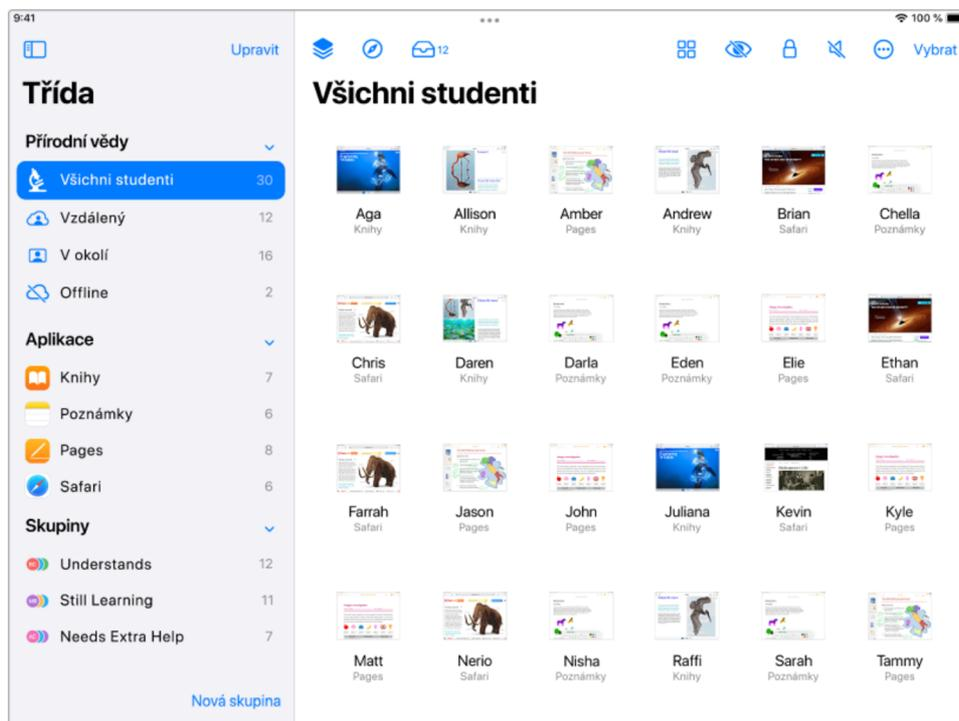 9:41
100 %
Upravit
12
Vybrat
Třída
Všichni studenti
Přírodní vědy
Všichni studenti 30
Vzdálený 12
V okolí 16
Offline 2
Aplikace
Knihy 7
Poznámky 6
Pages 8
Safari 6
Skupiny
Understands 12
Still Learning 11
Needs Extra Help 7
Nová skupina
Aga Allison Amber Andrew Brian Chella
Knihy Knihy Pages Knihy Safari Poznámky
Chris Daren Darla Eden Elie Ethan
Safari Knihy Poznámky Poznámky Pages Safari
Farrah Jason John Juliana Kevin Kyle
Safari Pages Pages Knihy Safari Pages
Matt Nerio Nisha Raffi Sarah Tammy
Pages Safari Poznámky Knihy Poznámky Pages